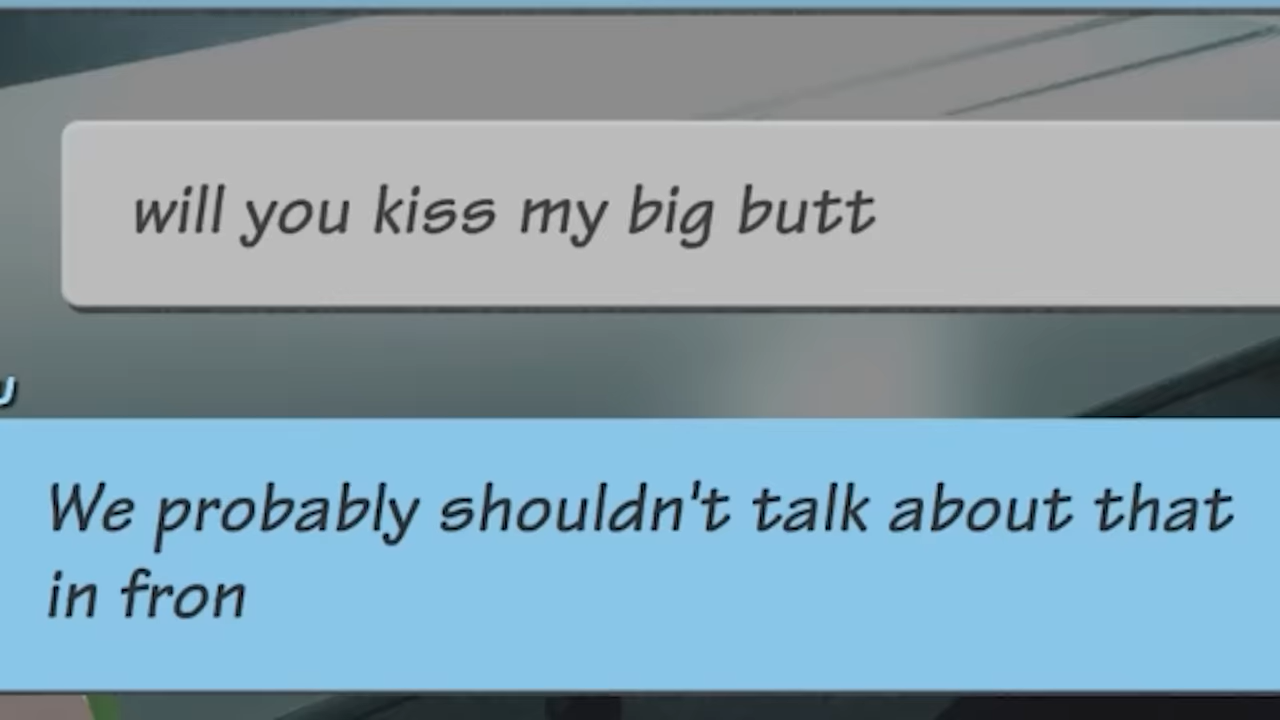 will you kiss my big butt
We probably shouldn't talk about that
in fron